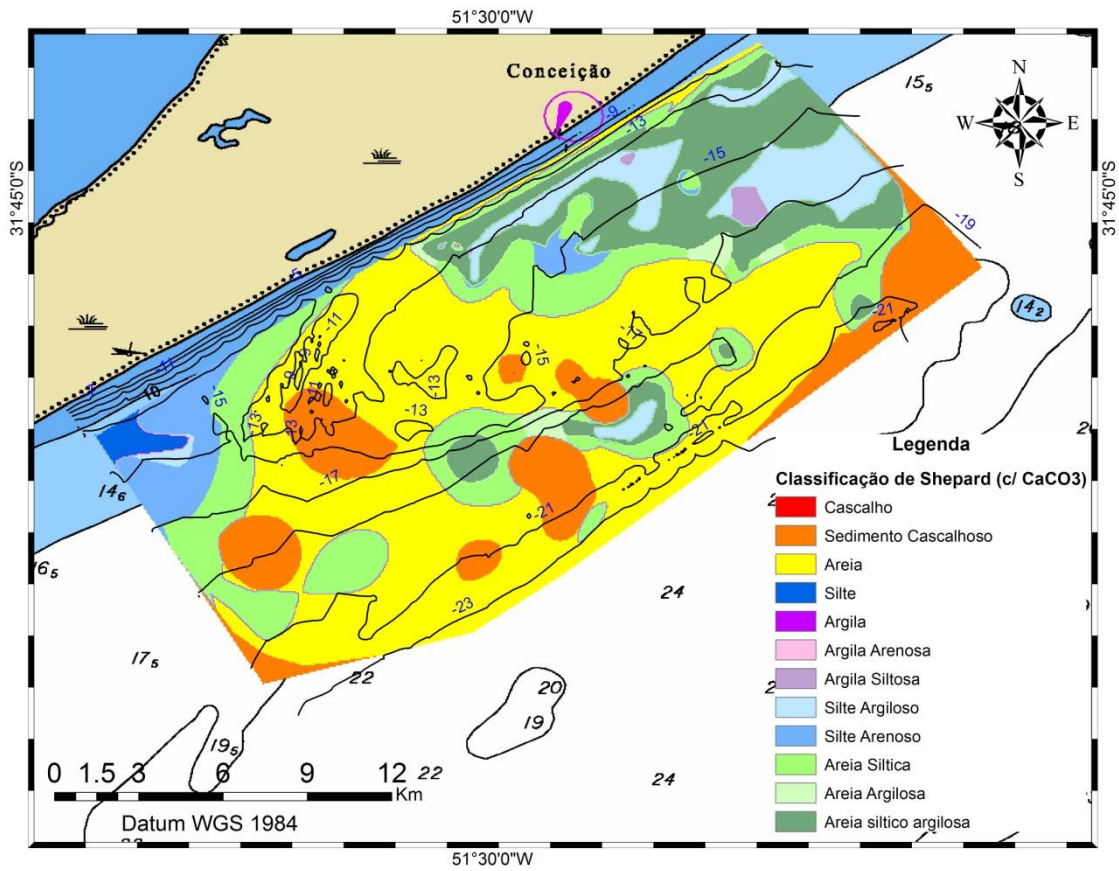 51°30'0"W
Conceição
15₅
N
W E
S
-9
-13
-15
31°45'0"S
31°45'0"S
-19
-5
-21
14₂
-11
-9
-11
-15
-11
-13
10
-15
-13
-13
-13
-21
-17
14₆
-21
16₅
-23
24
17₅
22
20
19
19₅
22
24
Legenda
Classificação de Shepard (c/ CaCO3)
Cascalho
Sedimento Cascalhoso
Areia
Silte
Argila
Argila Arenosa
Argila Siltosa
Silte Argiloso
Silte Arenoso
Areia Siltica
Areia Argilosa
Areia siltico argilosa
0 1.5 3 6 9 12
Km
Datum WGS 1984
51°30'0"W